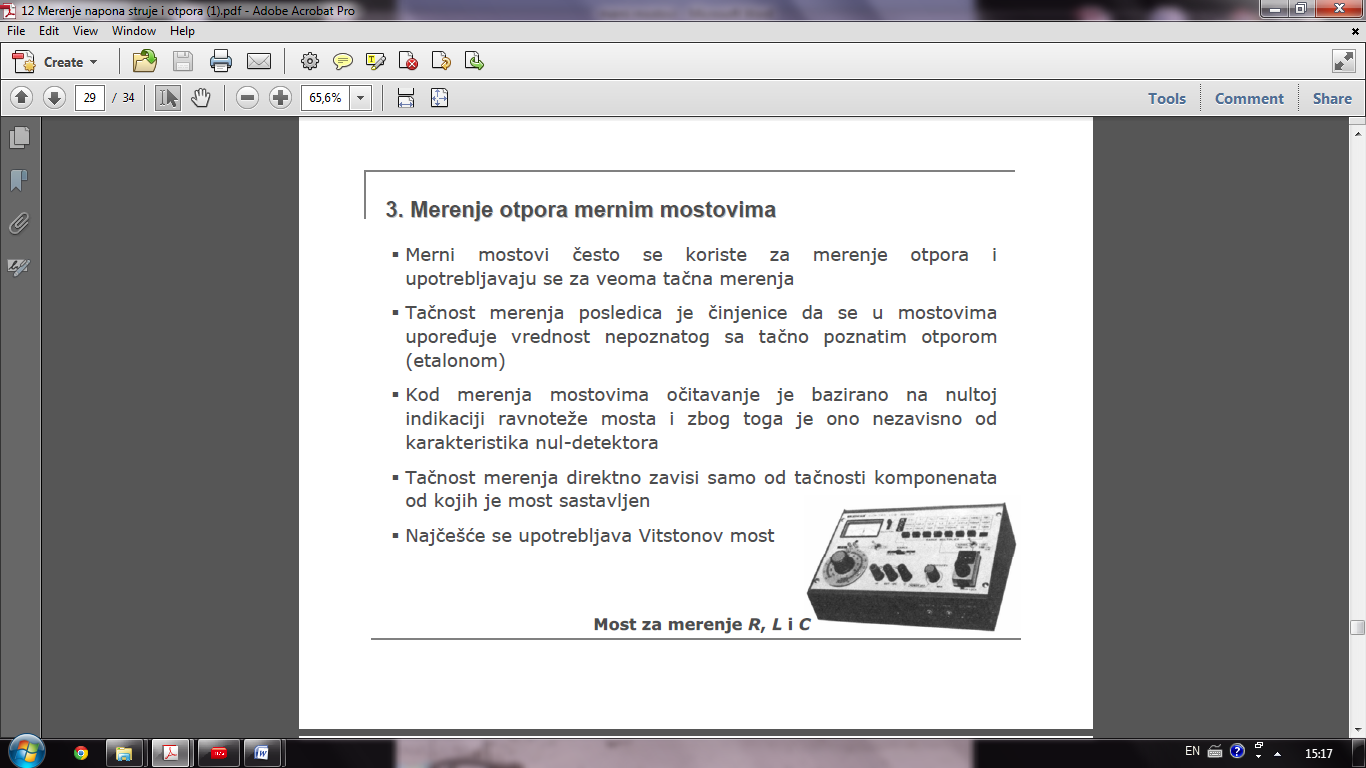 12 Merenje napona struje i otpora (1).pdf - Adobe Acrobat Pro
File Edit View Window Help
Create
29 / 34 65,6% Tools Comment Share
3. Merenje otpora mernim mostovima
▪ Merni mostovi često se koriste za merenje otpora i
upotrebljavaju se za veoma tačna merenja
▪ Tačnost merenja posledica je činjenice da se u mostovima
upoređuje vrednost nepoznatog sa tačno poznatim otporom
(etalonom)
▪ Kod merenja mostovima očitavanje je bazirano na nultoj
indikaciji ravnoteže mosta i zbog toga je ono nezavisno od
karakteristika nul-detektora
▪ Tačnost merenja direktno zavisi samo od tačnosti komponenata
od kojih je most sastavljen
▪ Najčešće se upotrebljava Vitstonov most
Most za merenje R, L i C
EN 15:17